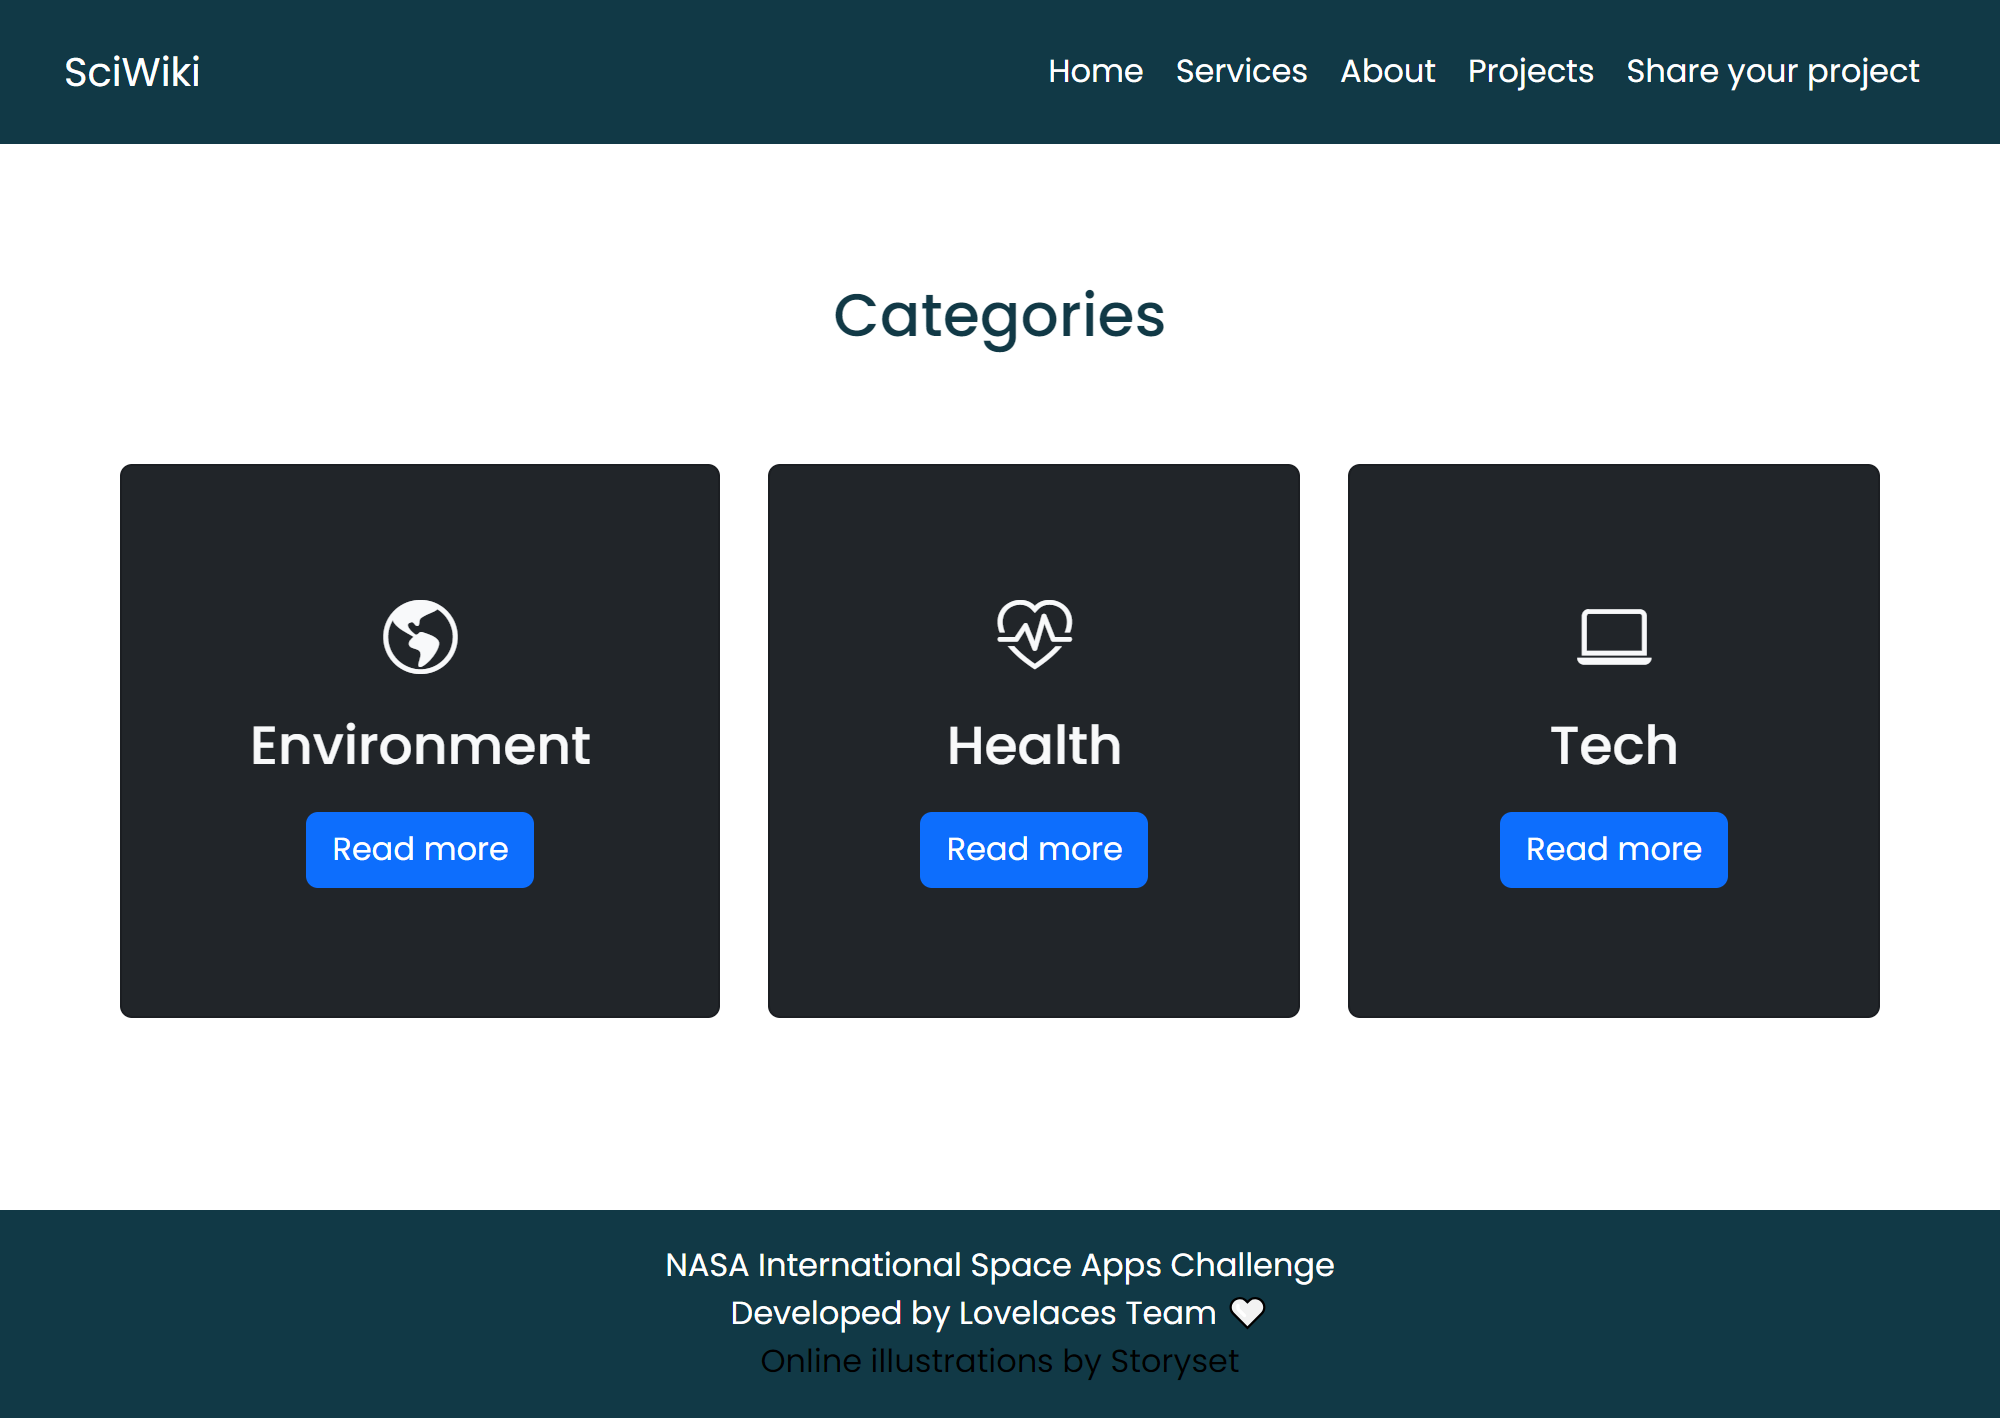 SciWiki
Home Services About Projects Share your project
Categories
Environment
Read more
Health
Read more
Tech
Read more
NASA International Space Apps Challenge
Developed by Lovelaces Team 🤍
Online illustrations by Storyset